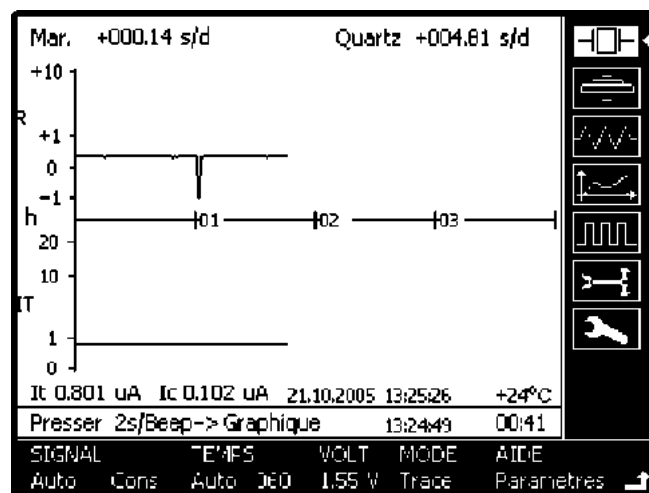 Mar. +000.14 s/d Quartz +004.81 s/d
+10
R
+1
0
-1
h 01 02 03
20
10
IT
1
0
It 0.801 uA Ic 0.102 uA 21.10.2005 13:25:26 +24°C
Presser 2s/Beep-> Graphique 13:24:49 00:41
SIGNAL TEMPS VOLT MODE AIDE
Auto Cons Auto 060 1.55 V Trace Parametres